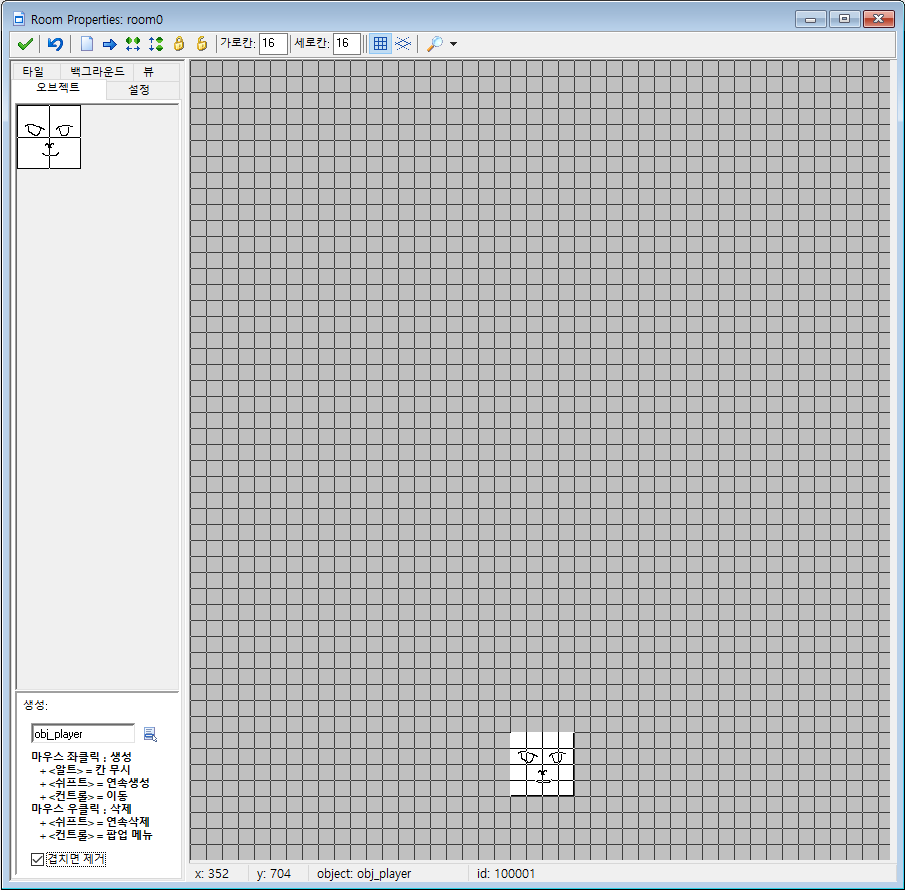 Room Properties: room0
가로칸: 16 세로칸: 16
타일 백그라운드 뷰
오브젝트 설정
생성:
obj_player
마우스 좌클릭 ; 생성
+ <알트> = 칸 무시
+ <쉬프트> = 연속생성
+ <컨트롤> = 이동
마우스 우클릭 ; 삭제
+ <쉬프트> = 연속삭제
+ <컨트롤> = 팝업 메뉴
겹치면 제거
x: 352 y: 704 object: obj_player id: 100001